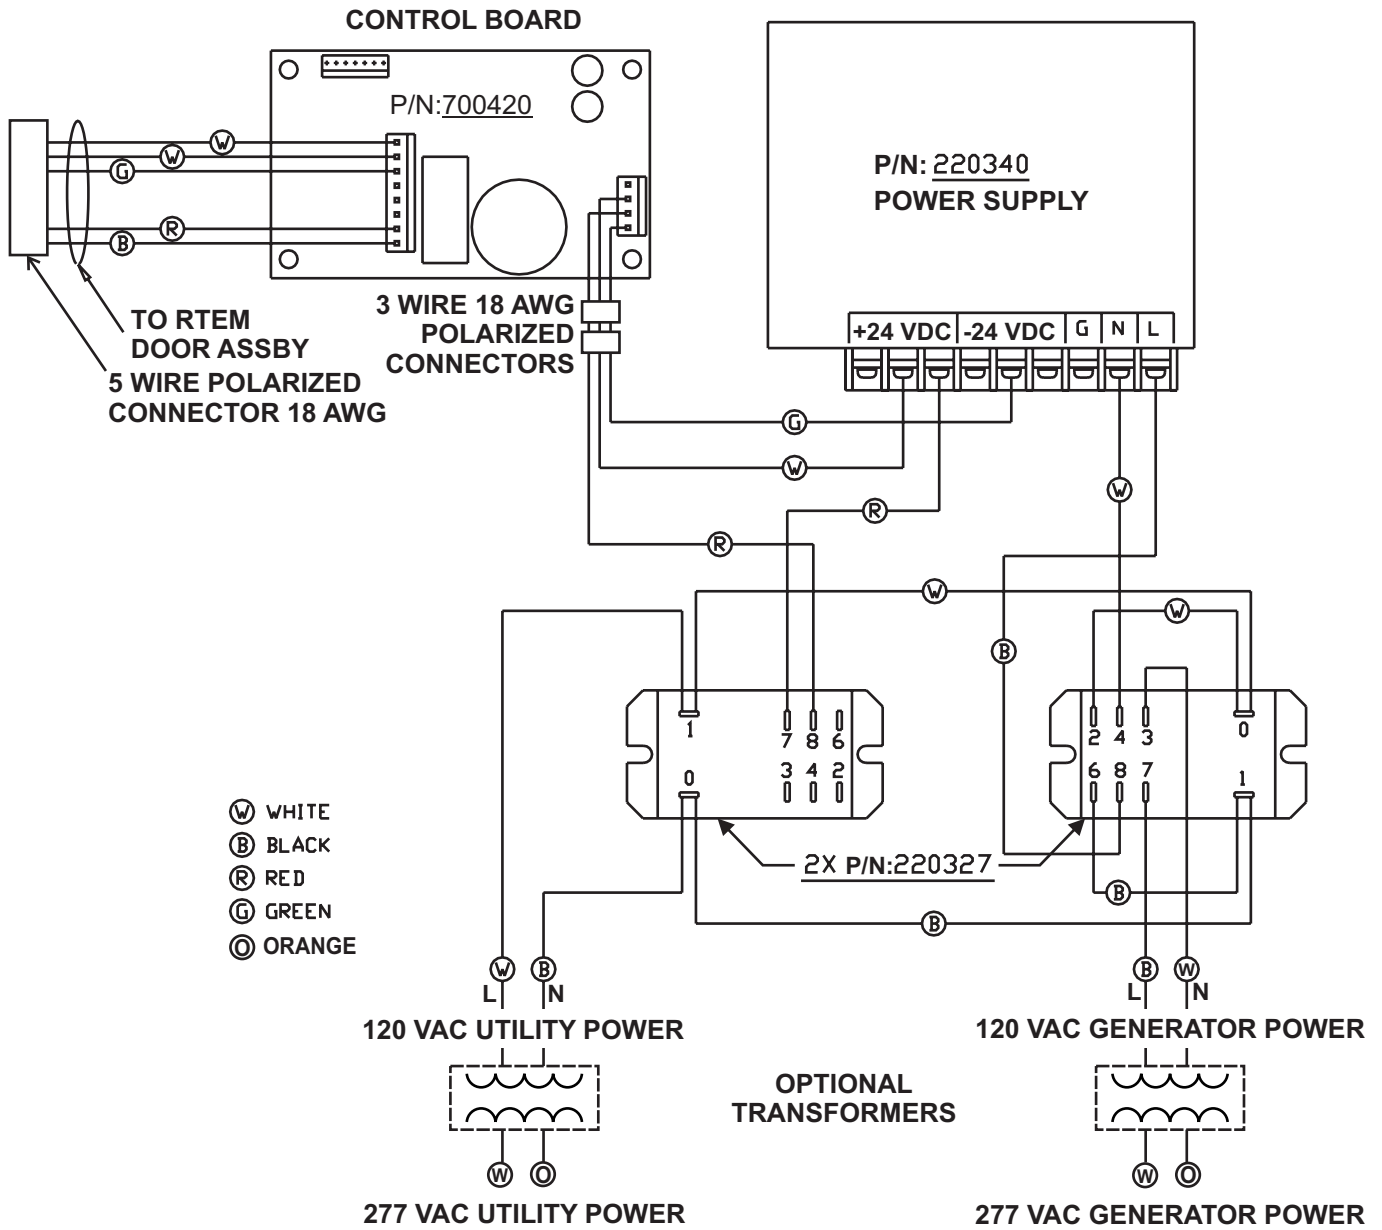 CONTROL BOARD
P/N:700420
W
W
G
R
B
P/N: 220340
POWER SUPPLY
+24 VDC -24 VDC G N L
TO RTEM
DOOR ASSBY
5 WIRE POLARIZED
CONNECTOR 18 AWG
3 WIRE 18 AWG
POLARIZED
CONNECTORS
G
W
W
R
R
W
W
B
1
7 8 6
0
3 4 2
2 4 3
0
6 8 7
1
2X P/N:220327
B
B
W WHITE
B BLACK
R RED
G GREEN
O ORANGE
W B
L N
120 VAC UTILITY POWER
B W
L N
120 VAC GENERATOR POWER
OPTIONAL
TRANSFORMERS
W O
277 VAC UTILITY POWER
W O
277 VAC GENERATOR POWER